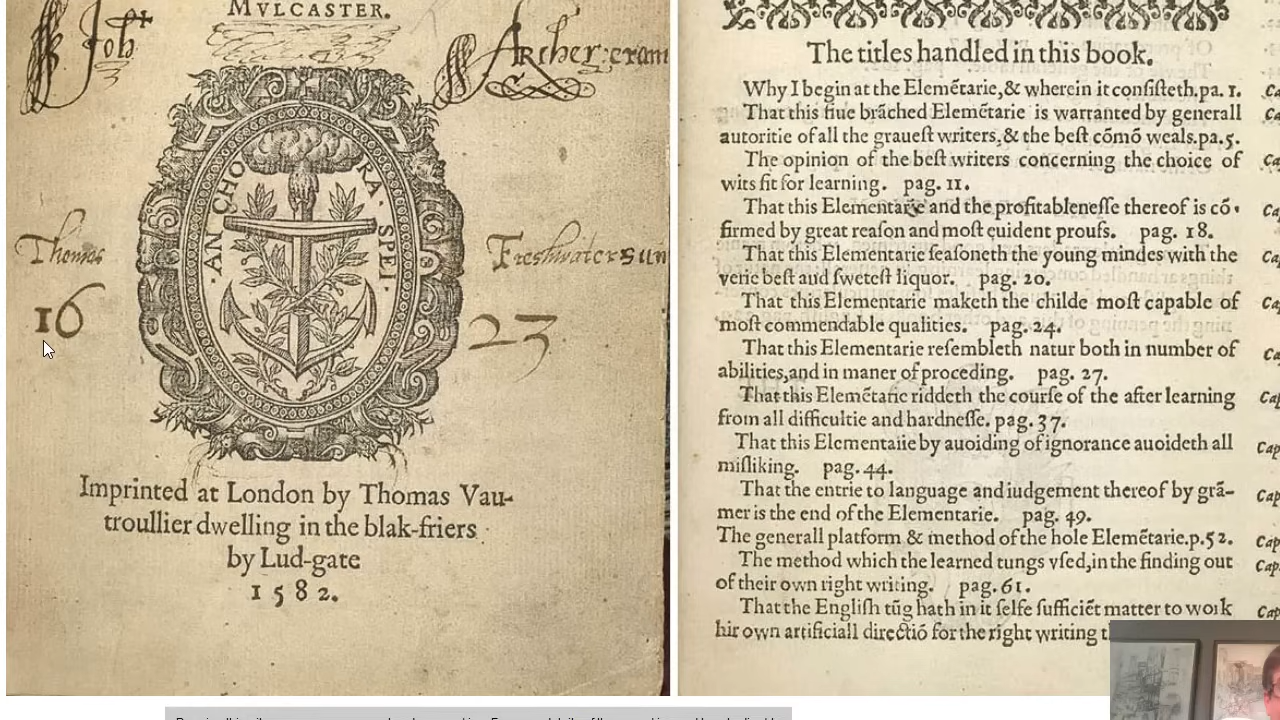 MVLCASTER.
Joh
Archer:
AN CHO RA. SPEI.
Thomas
Freshwater
16 23
Imprinted at London by Thomas Vau-
troullier dwelling in the blak-friers
by Lud-gate
1582.
The titles handled in this book.
Why I begin at the Elemẽtarie,& wherein it conſiſteth.pa. 1.
That this fiue brãched Elemẽtarie is warranted by generall
autoritie of all the graueſt writers,& the beſt cõmõ weals.pa.5.
The opinion of the beſt writers concerning the choice of
wits fit for learning. pag. 11.
That this Elementarie and the profitableneſſe thereof is cõ-
firmed by great reaſon and moſt euident proufs. pag. 18.
That this Elementarie ſeaſoneth the young mindes with the
verie beſt and ſweteſt liquor. pag. 20.
That this Elementarie maketh the childe moſt capable of
moſt commendable qualities. pag. 24.
That this Elementarie reſembleth natur both in number of
abilities,and in maner of proceding. pag. 27.
That this Elemẽtarie riddeth the courſe of the after learning
from all difficultie and hardneſſe. pag. 37.
That this Elementarie by auoiding of ignorance auoideth all
miſliking. pag. 44.
That the entrie to language and iudgement thereof by grã-
mer is the end of the Elementarie. pag. 49.
The generall platform & method of the hole Elemẽtarie.p.52.
The method which the learned tungs vſed,in the finding out
of their own right writing. pag. 61.
That the Engliſh tũg hath in it ſelfe ſufficiẽt matter to work
hir own artificiall directiõ for the right writing